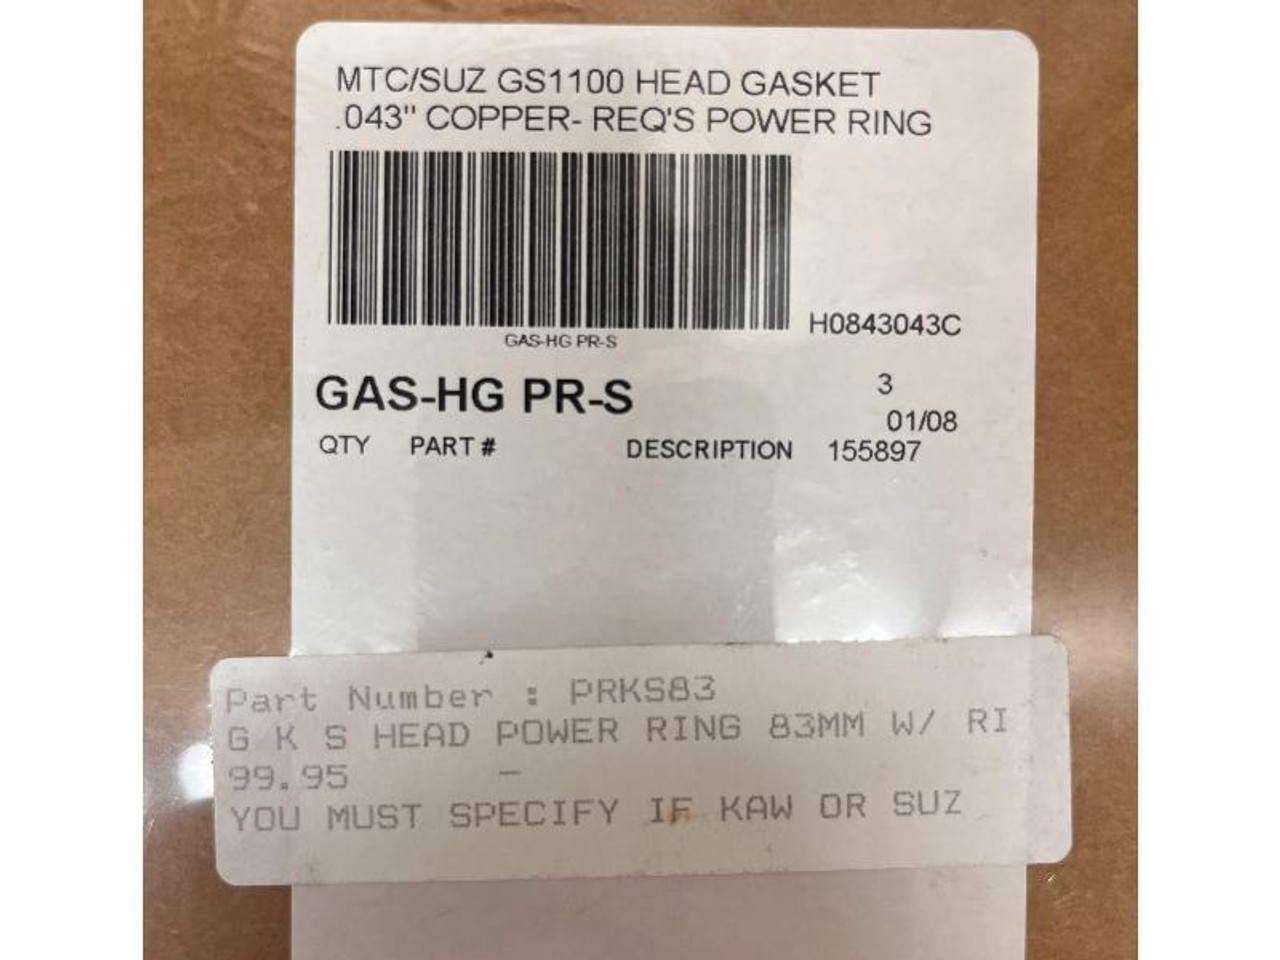 MTC/SUZ GS1100 HEAD GASKET
.043" COPPER- REQ'S POWER RING
H0843043C
GAS-HG PR-S
GAS-HG PR-S
3
01/08
QTY PART # DESCRIPTION 155897
Part Number : PRKS83
G K S HEAD POWER RING 83MM W/ RI
99.95 —
YOU MUST SPECIFY IF KAW OR SUZ